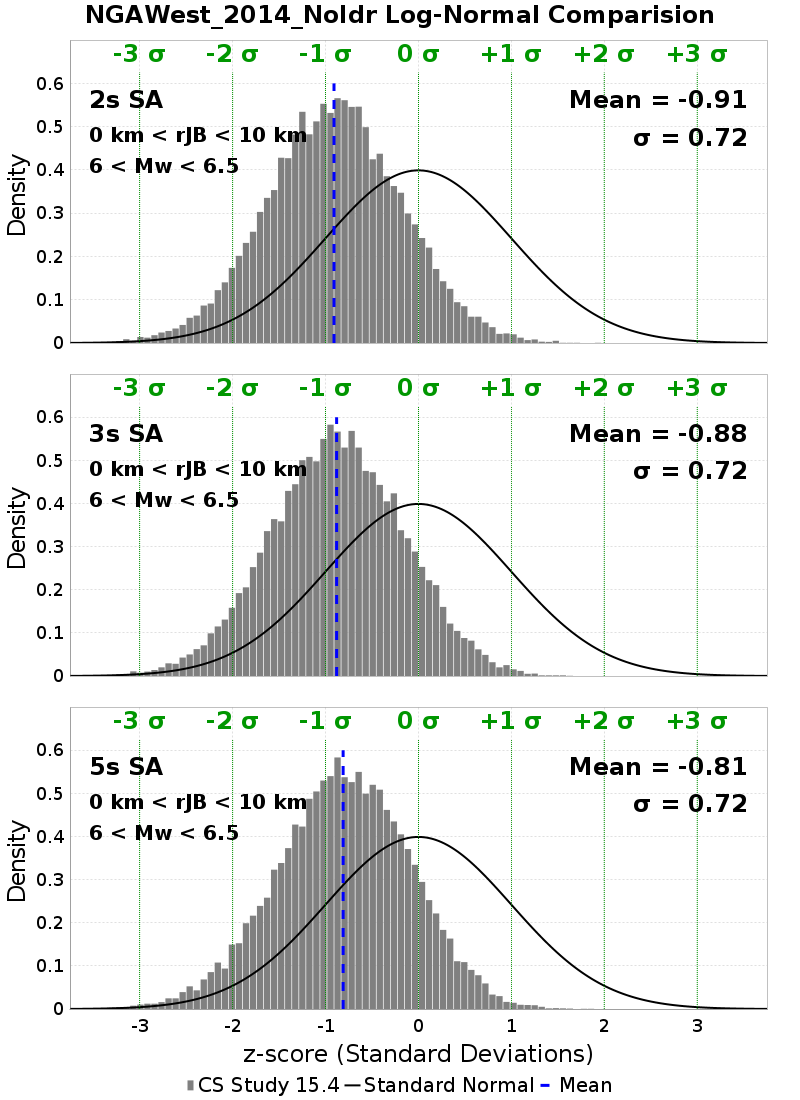 NGAWest_2014_NoIdr Log-Normal Comparision
-3 σ -2 σ -1 σ 0 σ +1 σ +2 σ +3 σ
2s SA
0 km < rJB < 10 km
6 < Mw < 6.5
Mean = -0.91
σ = 0.72
0.6
0.5
0.4
0.3
0.2
0.1
0
Density
-3 σ -2 σ -1 σ 0 σ +1 σ +2 σ +3 σ
3s SA
0 km < rJB < 10 km
6 < Mw < 6.5
Mean = -0.88
σ = 0.72
0.6
0.5
0.4
0.3
0.2
0.1
0
Density
-3 σ -2 σ -1 σ 0 σ +1 σ +2 σ +3 σ
5s SA
0 km < rJB < 10 km
6 < Mw < 6.5
Mean = -0.81
σ = 0.72
0.6
0.5
0.4
0.3
0.2
0.1
0
Density
-3 -2 -1 0 1 2 3
z-score (Standard Deviations)
CS Study 15.4 Standard Normal Mean